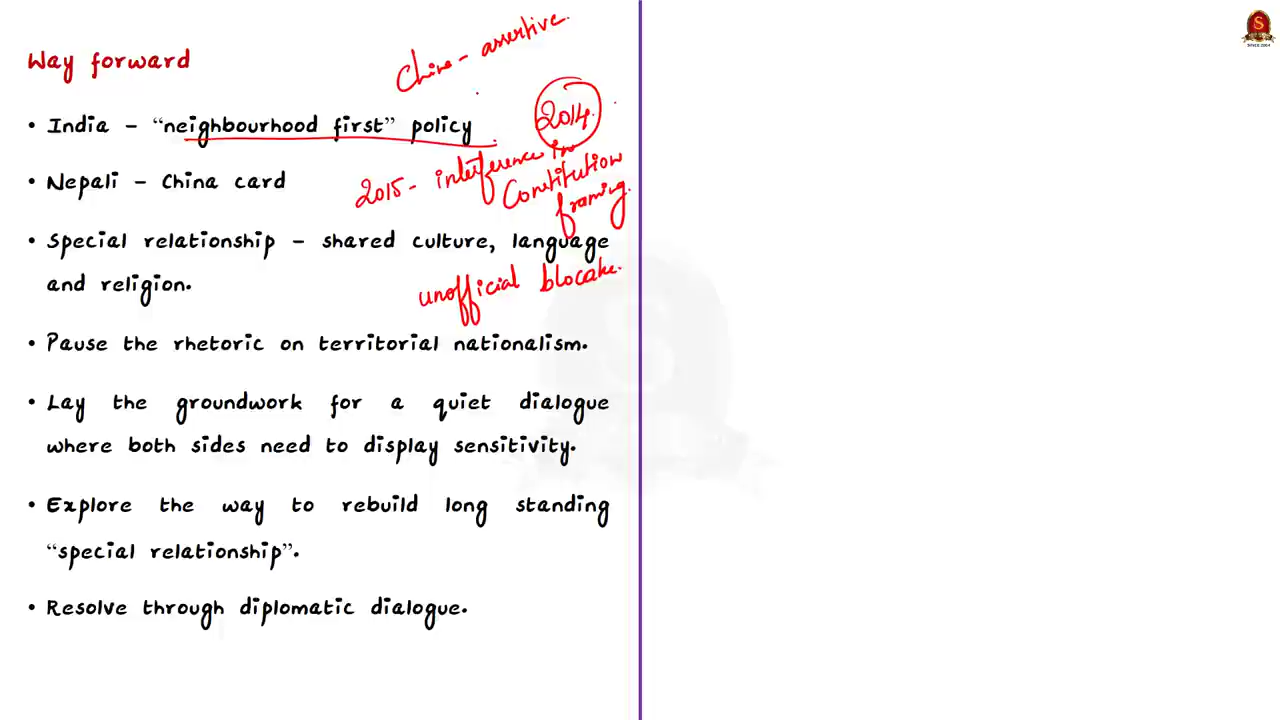 Way forward
China - assertive.
• India – “neighbourhood first” policy
2014.
• Nepali – China card
2015 - interference in
Constitution
framing.
• Special relationship – shared culture, language
and religion.
unofficial blocake.
• Pause the rhetoric on territorial nationalism.
• Lay the groundwork for a quiet dialogue
where both sides need to display sensitivity.
• Explore the way to rebuild long standing
“special relationship”.
• Resolve through diplomatic dialogue.
S